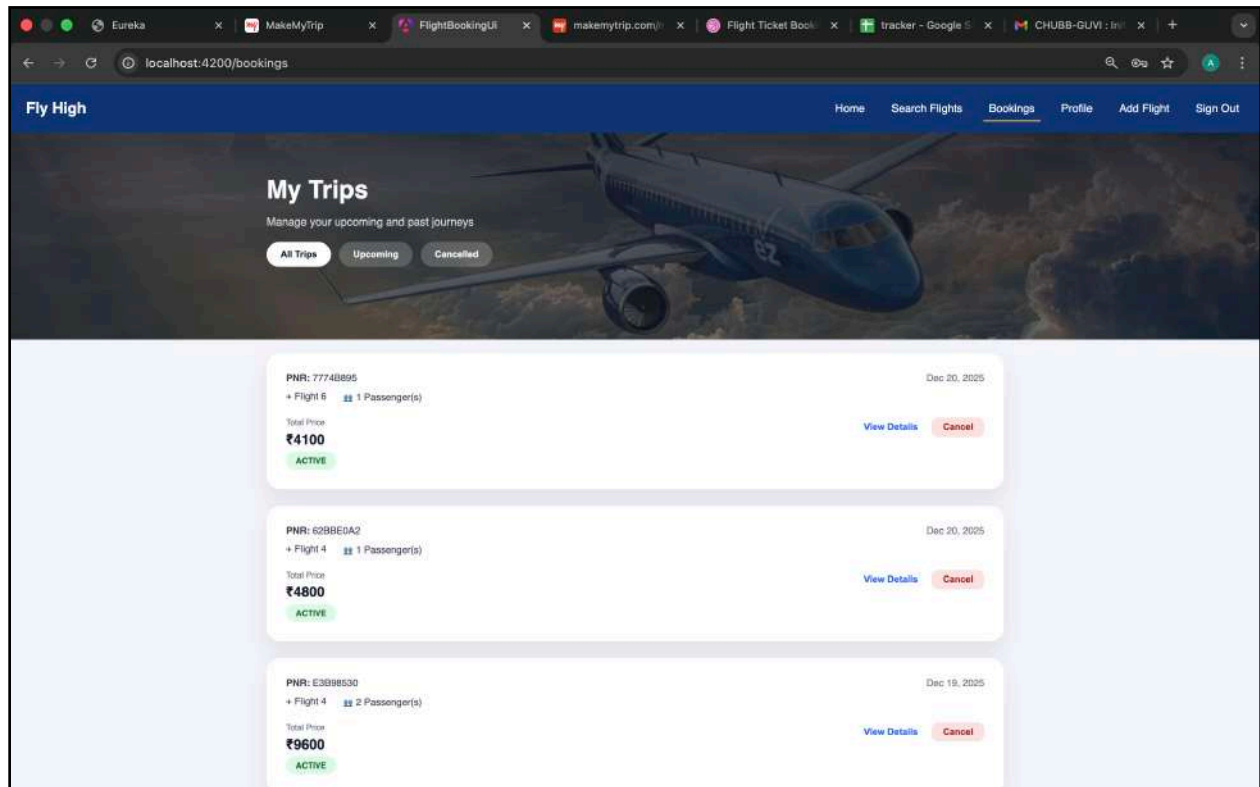 Eureka
MakeMyTrip
FlightBookingUi
makemytrip.com/
Flight Ticket Book
tracker - Google S
CHUBB-GUVI : Ini
localhost:4200/bookings
A
Fly High
Home
Search Flights
Bookings
Profile
Add Flight
Sign Out
My Trips
Manage your upcoming and past journeys
All Trips
Upcoming
Cancelled
ez
PNR: 7774B895
Dec 20, 2025
Flight 6
1 Passenger(s)
Total Price
₹4100
View Details
Cancel
ACTIVE
PNR: 62BBE0A2
Dec 20, 2025
Flight 4
1 Passenger(s)
Total Price
₹4800
View Details
Cancel
ACTIVE
PNR: E3B98530
Dec 19, 2025
Flight 4
2 Passenger(s)
Total Price
₹9600
View Details
Cancel
ACTIVE